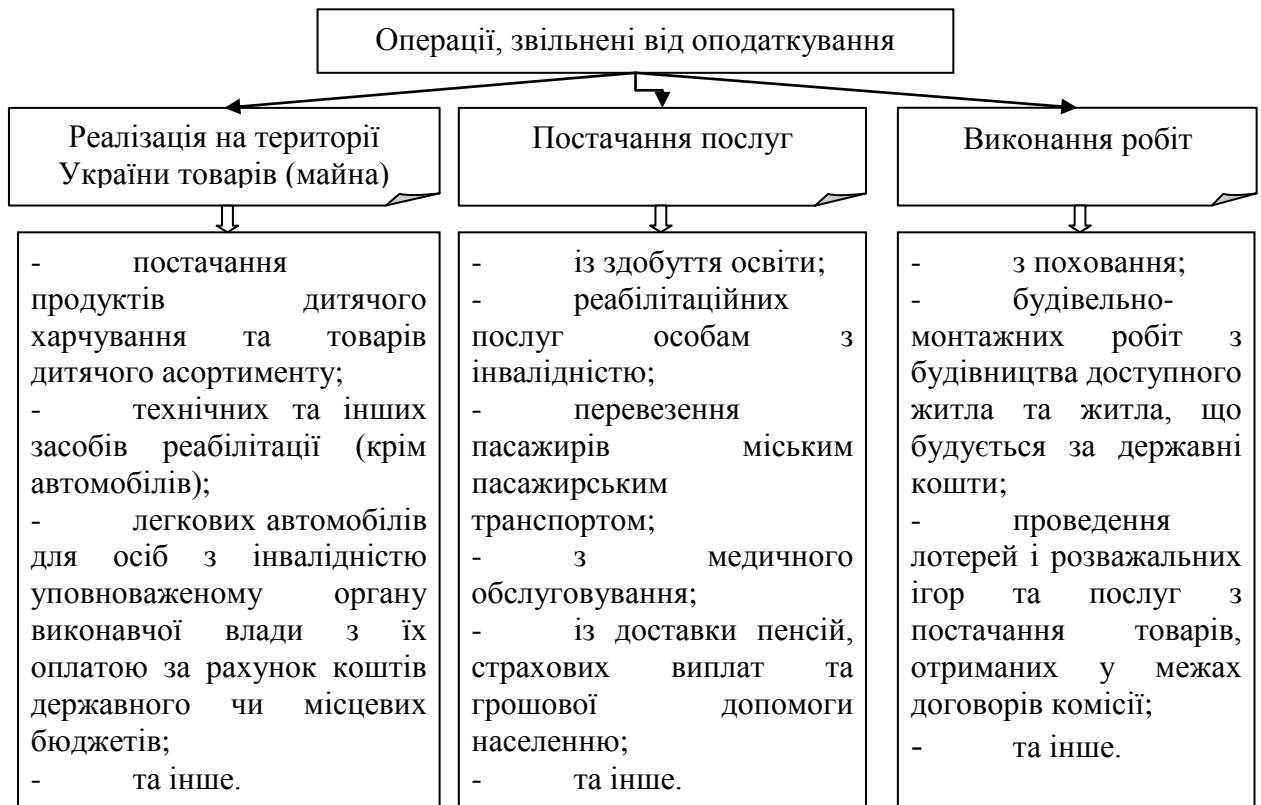 Операції, звільнені від оподаткування
Реалізація на території
України товарів (майна)
Постачання послуг
Виконання робіт
- постачання
продуктів дитячого
харчування та товарів
дитячого асортименту;
- технічних та інших
засобів реабілітації (крім
автомобілів);
- легкових автомобілів
для осіб з інвалідністю
уповноваженому органу
виконавчої влади з їх
оплатою за рахунок коштів
державного чи місцевих
бюджетів;
- та інше.
- із здобуття освіти;
- реабілітаційних
послуг особам з
інвалідністю;
- перевезення
пасажирів міським
пасажирським
транспортом;
- з медичного
обслуговування;
- із доставки пенсій,
страхових виплат та
грошової допомоги
населенню;
- та інше.
- з поховання;
- будівельно-
монтажних робіт з
будівництва доступного
житла та житла, що
будується за державні
кошти;
- проведення
лотерей і розважальних
ігор та послуг з
постачання товарів,
отриманих у межах
договорів комісії;
- та інше.